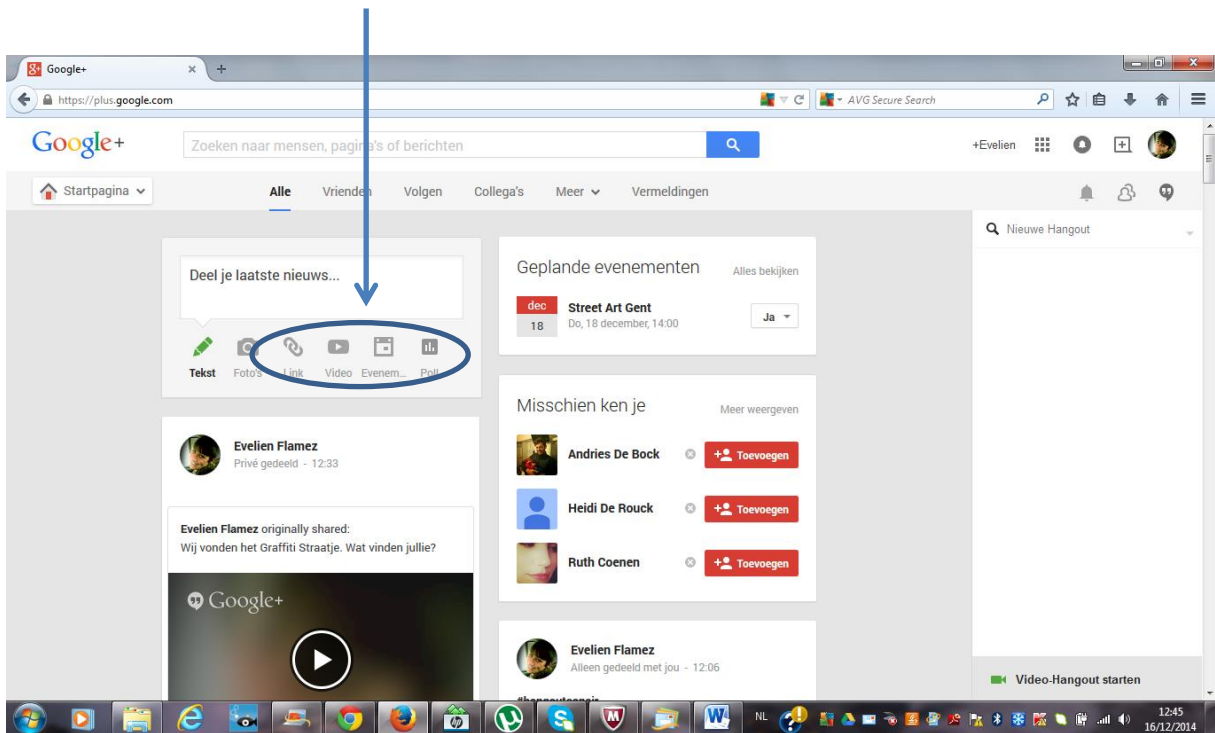 Google+
https://plus.google.com
AVG Secure Search
Google+
Zoeken naar mensen, pagina's of berichten
+Evelien
Startpagina
Alle Vrienden Volgen Collega's Meer Vermeldingen
Nieuwe Hangout
Deel je laatste nieuws...
Tekst Foto's Link Video Evenem... Poll
Evelien Flamez
Privé gedeeld - 12:33
Evelien Flamez originally shared:
Wij vonden het Graffiti Straatje. Wat vinden jullie?
Google+
Geplande evenementen Alles bekijken
dec
18
Street Art Gent
Do, 18 december, 14:00
Ja
Misschien ken je Meer weergeven
Andries De Bock Toevoegen
Heidi De Rouck Toevoegen
Ruth Coenen Toevoegen
Evelien Flamez
Alleen gedeeld met jou - 12:06
Video-Hangout starten
NL
12:45
16/12/2014